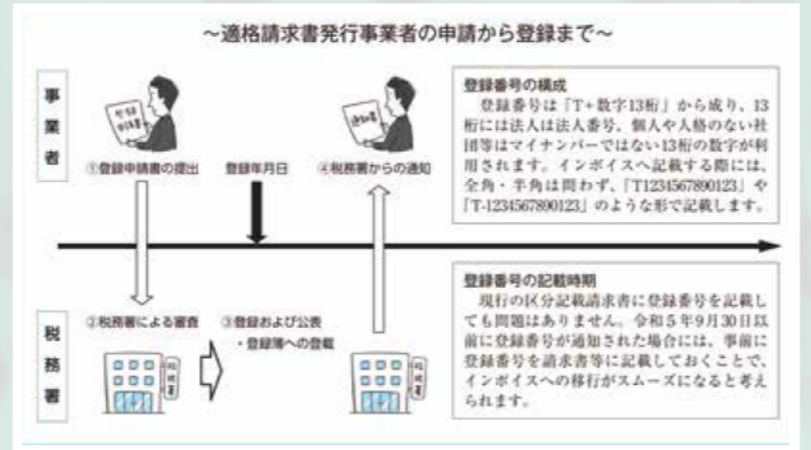 ～適格請求書発行事業者の申請から登録まで～
事業者
登録申請書
通知書
①登録申請書の提出
登録年月日
④税務署からの通知
登録番号の構成
登録番号は「T+数字13桁」から成り、13
桁には法人は法人番号、個人や人格のない社
団等はマイナンバーではない13桁の数字が利
用されます。インボイスへ記載する際には、
全角・半角は問わず、「T1234567890123」や
「T-1234567890123」のような形で記載します。
税務署
②税務署による審査
③登録および公表
・登録簿への登載
税務署
税務署
登録番号の記載時期
現行の区分記載請求書に登録番号を記載し
ても問題はありません。令和5年9月30日以
前に登録番号が通知された場合には、事前に
登録番号を請求書等に記載しておくことで、
インボイスへの移行がスムーズになると考え
られます。